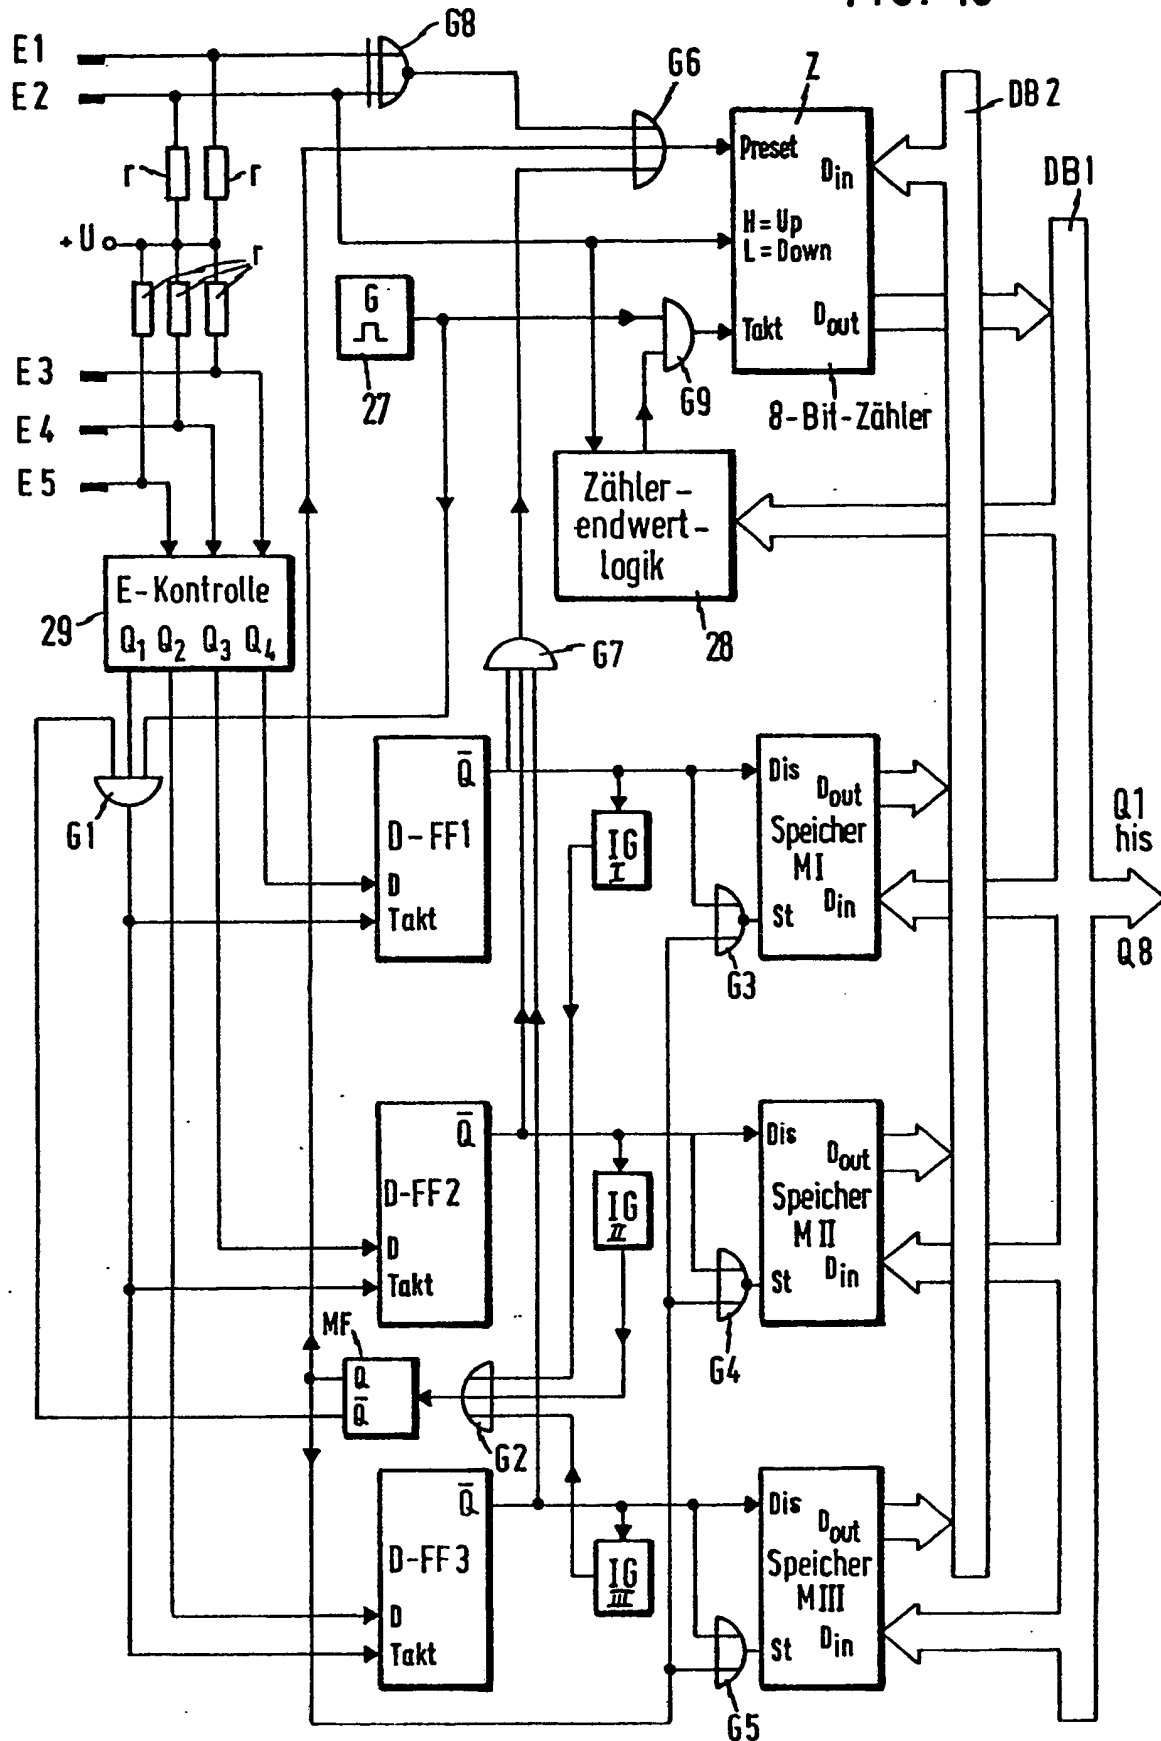 G8
E1
E2
G6
Z
DB2
Preset
Din
DB1
r
r
+U
r
H=Up
L=Down
G
27
Takt
Dout
G9
8-Bit-Zähler
E3
E4
E5
Zähler-
endwert-
logik
28
E-Kontrolle
29
Q1 Q2 Q3 Q4
G7
G1
Q̅
D-FF1
D
Takt
IG
I
Dis
Dout
Speicher
MI
Din
St
G3
Q1
his
Q8
Q̅
D-FF2
D
Takt
IG
II
Dis
Dout
Speicher
MII
Din
St
G4
MF
Q
Q̅
G2
Q̅
D-FF3
D
Takt
IG
III
Dis
Dout
Speicher
MIII
Din
St
G5